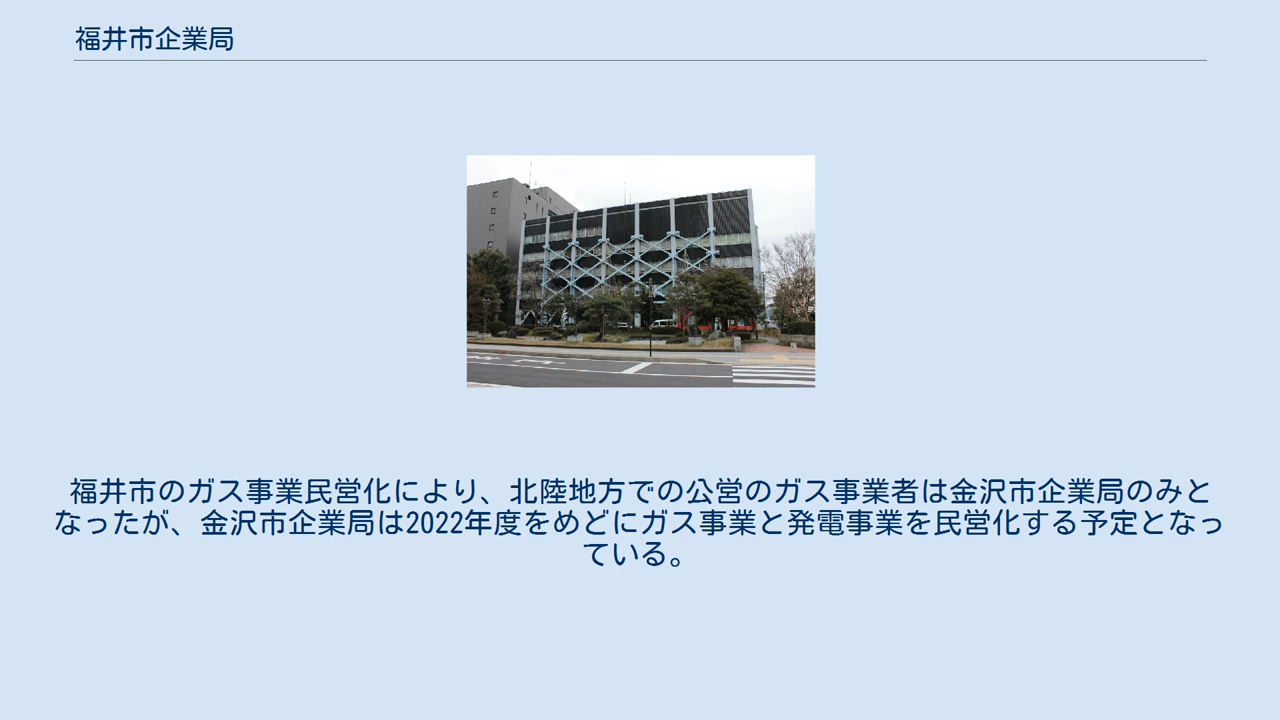 福井市企業局
福井市のガス事業民営化により、北陸地方での公営のガス事業者は金沢市企業局のみと
なったが、金沢市企業局は2022年度をめどにガス事業と発電事業を民営化する予定となっ
ている。